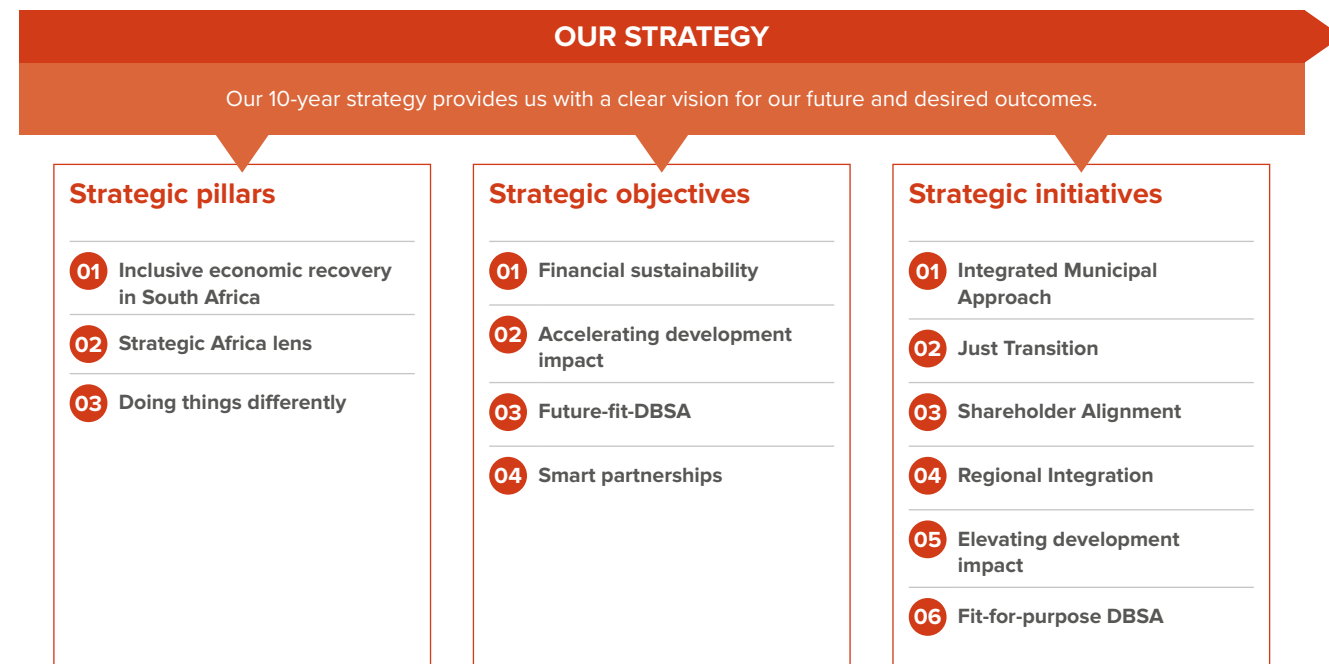 OUR STRATEGY
Our 10-year strategy provides us with a clear vision for our future and desired outcomes.
Strategic pillars
01 Inclusive economic recovery
in South Africa
02 Strategic Africa lens
03 Doing things differently
Strategic objectives
01 Financial sustainability
02 Accelerating development
impact
03 Future-fit-DBSA
04 Smart partnerships
Strategic initiatives
01 Integrated Municipal
Approach
02 Just Transition
03 Shareholder Alignment
04 Regional Integration
05 Elevating development
impact
06 Fit-for-purpose DBSA